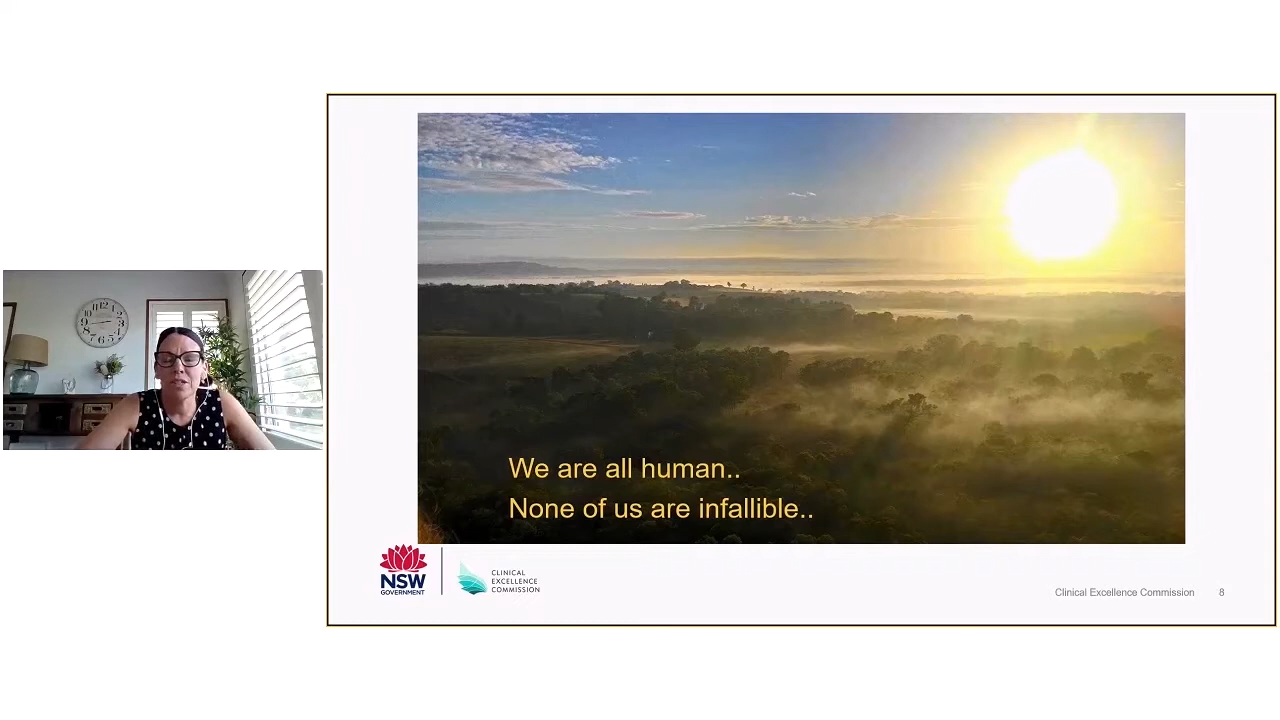 We are all human..
None of us are infallible..
NSW
GOVERNMENT
CLINICAL
EXCELLENCE
COMMISSION
Clinical Excellence Commission 8